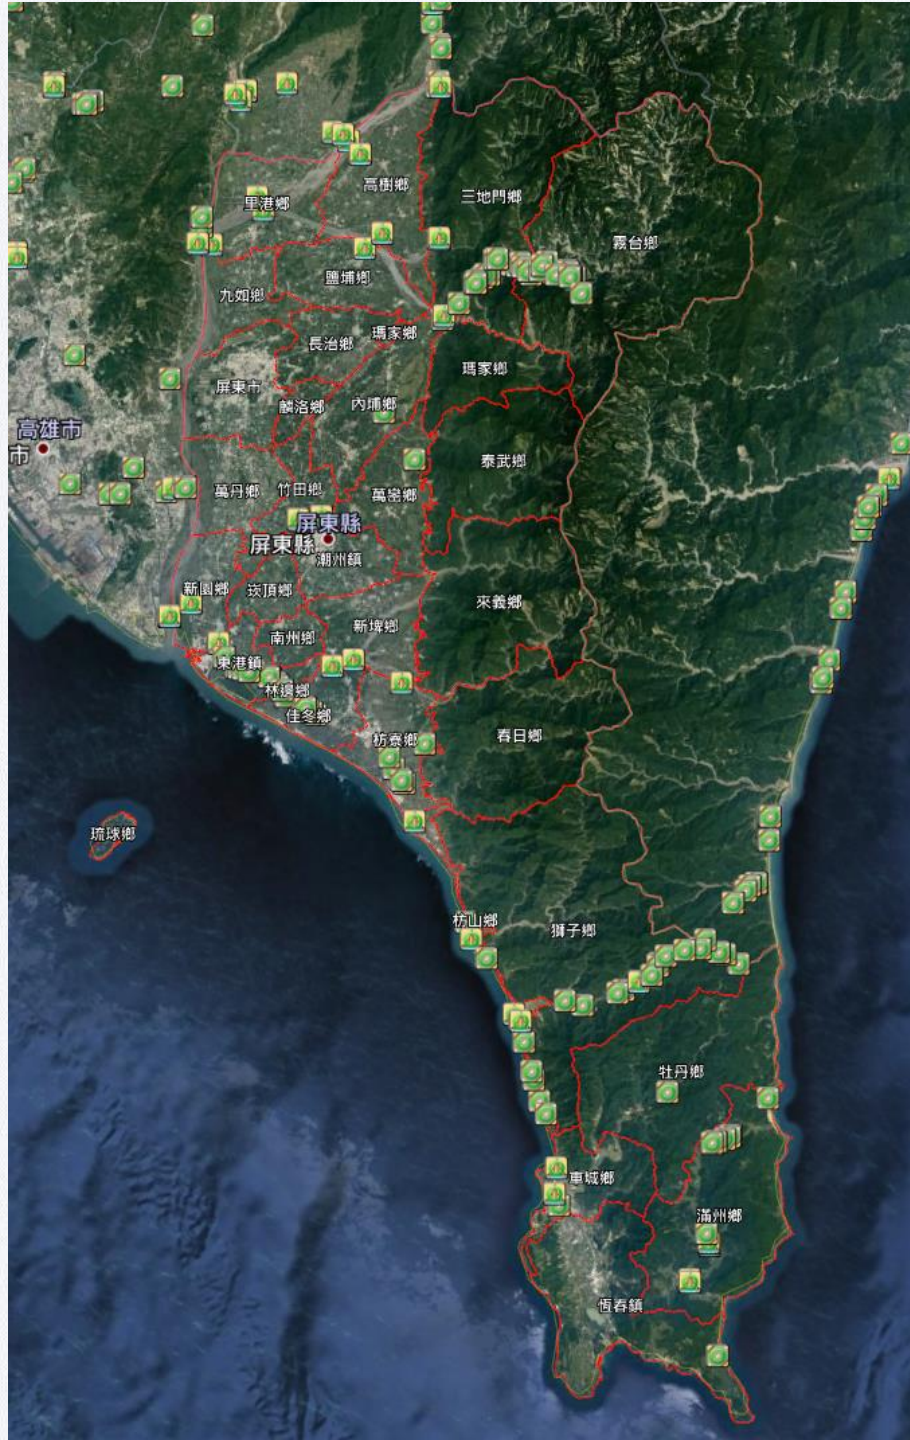 高樹鄉
三地門鄉
里港鄉
霧台鄉
鹽埔鄉
九如鄉
瑪家鄉
長治鄉
瑪家鄉
屏東市
內埔鄉
麟洛鄉
高雄市
市
泰武鄉
萬丹鄉
竹田鄉
萬巒鄉
屏東縣
屏東縣
潮州鎮
新園鄉
崁頂鄉
來義鄉
新埤鄉
南州鄉
東港鎮
林邊鄉
佳冬鄉
枋寮鄉
春日鄉
琉球鄉
枋山鄉
獅子鄉
牡丹鄉
車城鄉
滿州鄉
恆春鎮